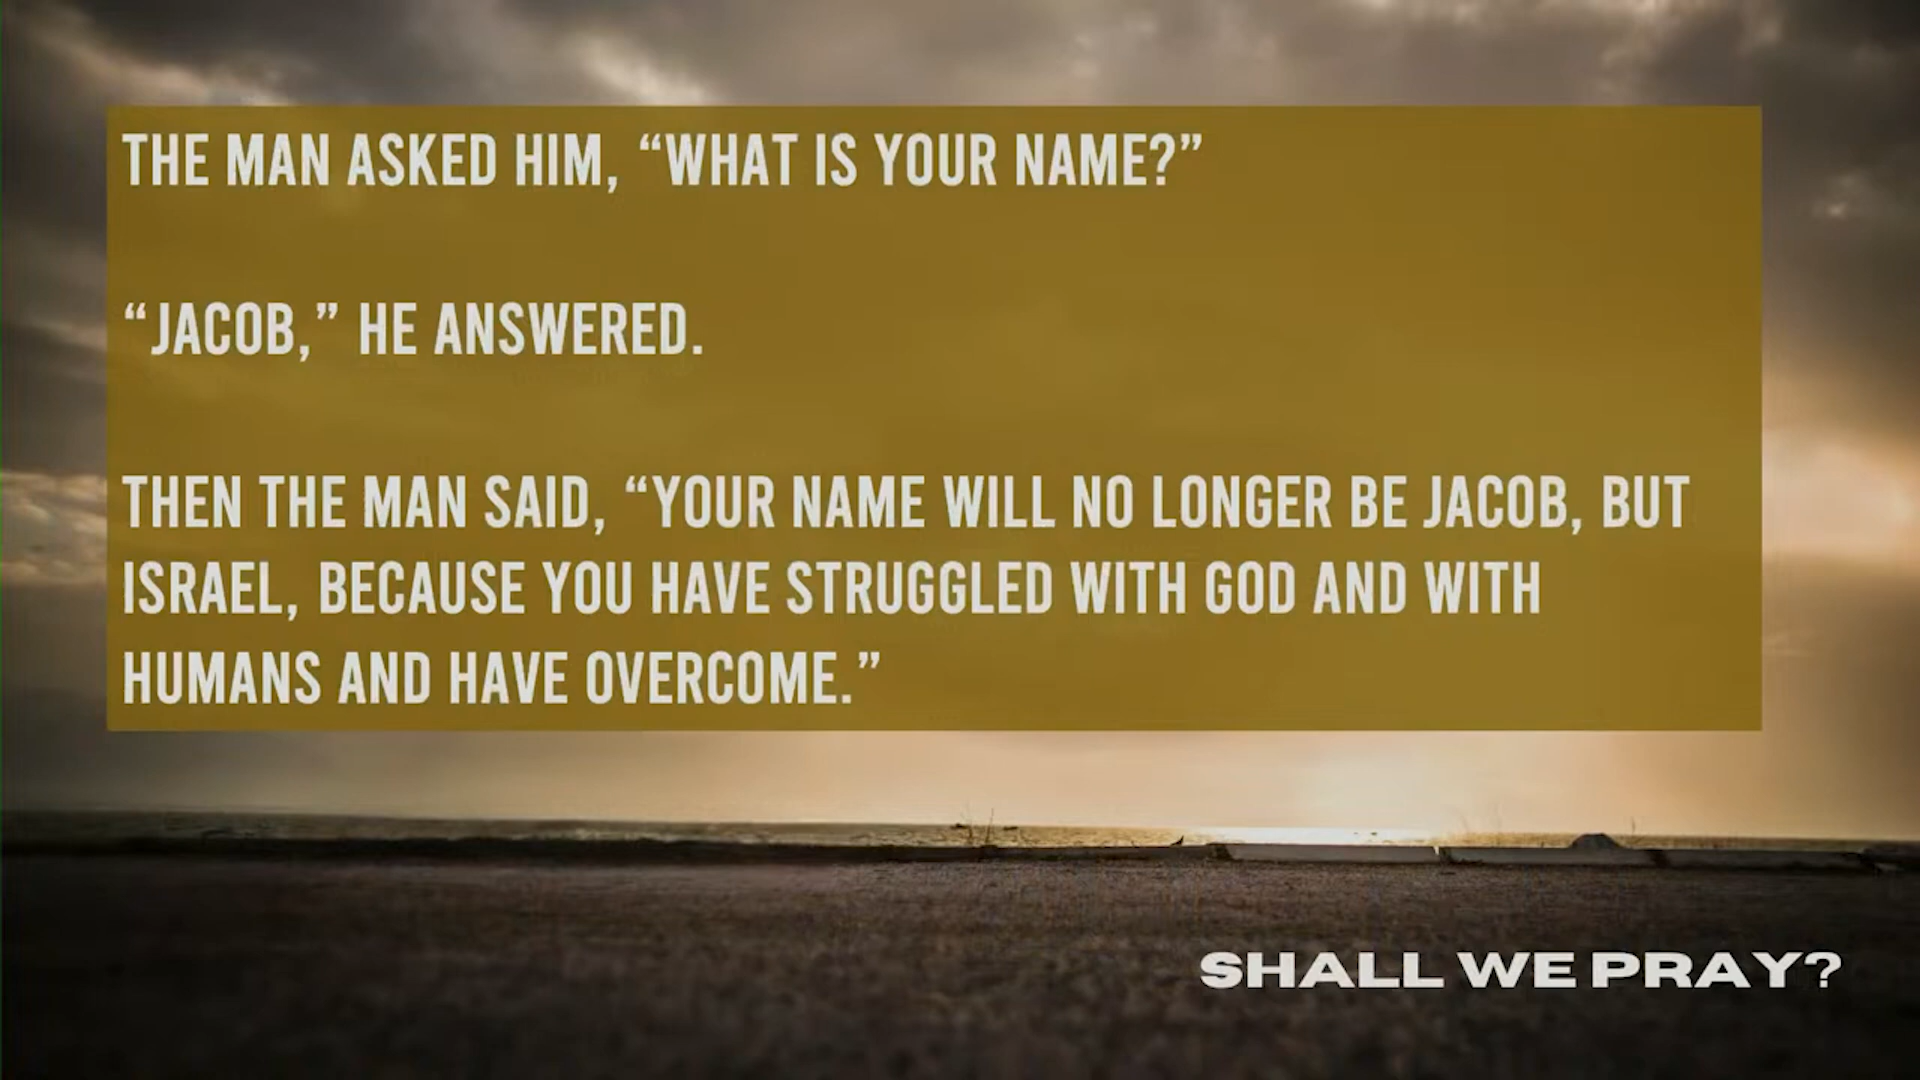 THE MAN ASKED HIM, “WHAT IS YOUR NAME?”
“JACOB,” HE ANSWERED.
THEN THE MAN SAID, “YOUR NAME WILL NO LONGER BE JACOB, BUT
ISRAEL, BECAUSE YOU HAVE STRUGGLED WITH GOD AND WITH
HUMANS AND HAVE OVERCOME.”
SHALL WE PRAY?